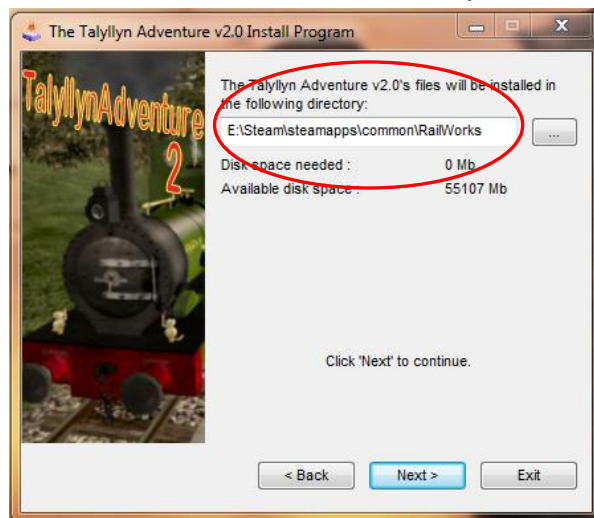 The Talyllyn Adventure v2.0 Install Program
TalyllynAdventure
2
The Talyllyn Adventure v2.0's files will be installed in
the following directory:
E:\Steam\steamapps\common\RailWorks
...
Disk space needed : 0 Mb
Available disk space : 55107 Mb
Click 'Next' to continue.
< Back Next > Exit